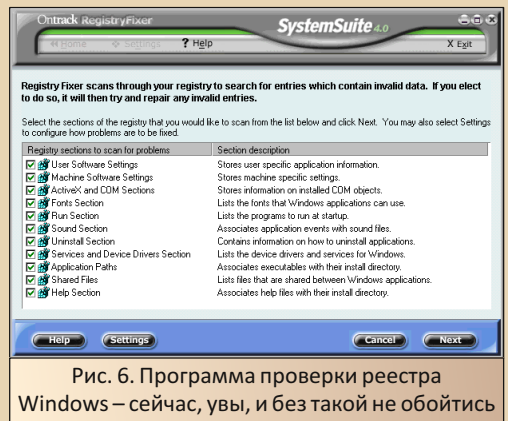 Ontrack RegistryFixer
SystemSuite 4.0
Home Settings ? Help X Exit
Registry Fixer scans through your registry to search for entries which contain invalid data. If you elect
to do so, it will then try and repair any invalid entries.
Select the sections of the registry that you would like to scan from the list below and click Next. You may also select Settings
to configure how problems are to be fixed.
Registry sections to scan for problems Section description
User Software Settings Stores user specific application information.
Machine Software Settings Stores machine specific settings.
ActiveX and COM Sections Stores information on installed COM objects.
Fonts Section Lists the fonts that Windows applications can use.
Run Section Lists the programs to run at startup.
Sound Section Associates application events with sound files.
Uninstall Section Contains information on how to uninstall applications.
Services and Device Drivers Section Lists the device drivers and services for Windows.
Application Paths Associates executables with their install directory.
Shared Files Lists files that are shared between Windows applications.
Help Section Associates help files with their install directory.
Help Settings Cancel Next
Рис. 6. Программа проверки реестра
Windows – сейчас, увы, и без такой не обойтись